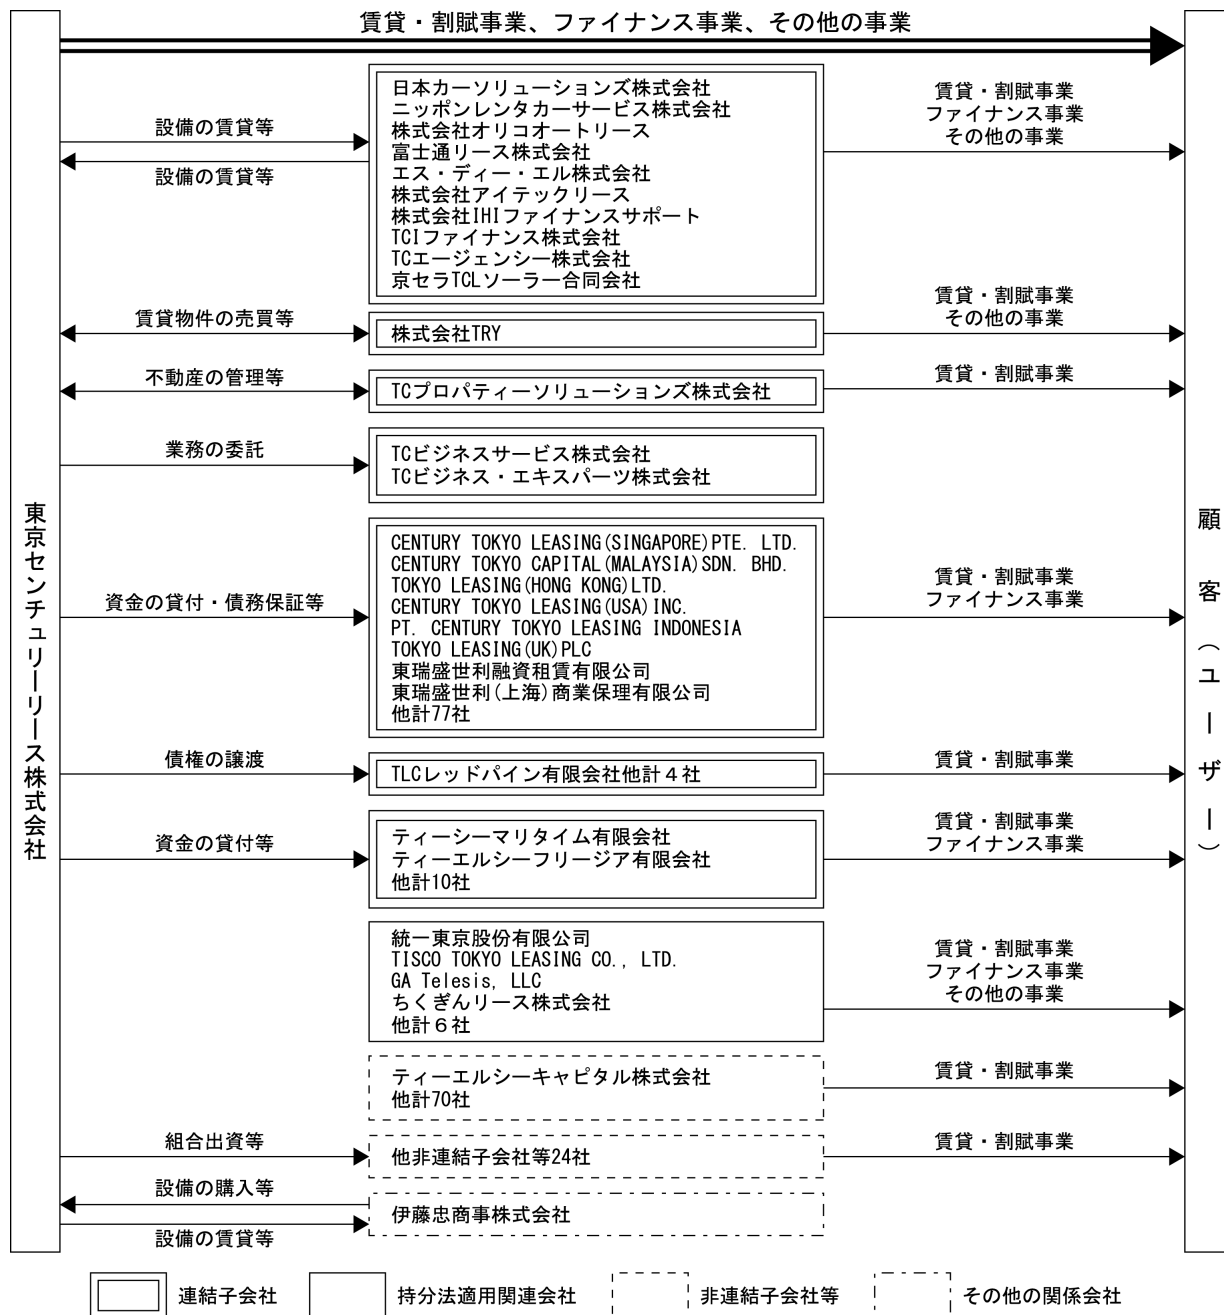 賃貸・割賦事業、ファイナンス事業、その他の事業
東京センチュリーリース株式会社
設備の賃貸等
設備の賃貸等
日本カーソリューションズ株式会社
ニッポンレンタカーサービス株式会社
株式会社オリコオートリース
富士通リース株式会社
エス・ディー・エル株式会社
株式会社アイテックリース
株式会社IHIファイナンスサポート
TCIファイナンス株式会社
TCエージェンシー株式会社
京セラTCLソーラー合同会社
賃貸・割賦事業
ファイナンス事業
その他の事業
賃貸物件の売買等
株式会社TRY
賃貸・割賦事業
その他の事業
不動産の管理等
TCプロパティーソリューションズ株式会社
賃貸・割賦事業
業務の委託
TCビジネスサービス株式会社
TCビジネス・エキスパーツ株式会社
資金の貸付・債務保証等
CENTURY TOKYO LEASING(SINGAPORE)PTE. LTD.
CENTURY TOKYO CAPITAL(MALAYSIA)SDN. BHD.
TOKYO LEASING(HONG KONG)LTD.
CENTURY TOKYO LEASING(USA)INC.
PT. CENTURY TOKYO LEASING INDONESIA
TOKYO LEASING(UK)PLC
東瑞盛世利融資租賃有限公司
東瑞盛世利(上海)商業保理有限公司
他計77社
賃貸・割賦事業
ファイナンス事業
債権の譲渡
TLCレッドパイン有限会社他計４社
賃貸・割賦事業
資金の貸付等
ティーシーマリタイム有限会社
ティーエルシーフリージア有限会社
他計10社
賃貸・割賦事業
ファイナンス事業
統一東京股份有限公司
TISCO TOKYO LEASING CO., LTD.
GA Telesis, LLC
ちくぎんリース株式会社
他計６社
賃貸・割賦事業
ファイナンス事業
その他の事業
ティーエルシーキャピタル株式会社
他計70社
賃貸・割賦事業
組合出資等
他非連結子会社等24社
賃貸・割賦事業
設備の購入等
設備の賃貸等
伊藤忠商事株式会社
顧客（ユーザー）
連結子会社
持分法適用関連会社
非連結子会社等
その他の関係会社